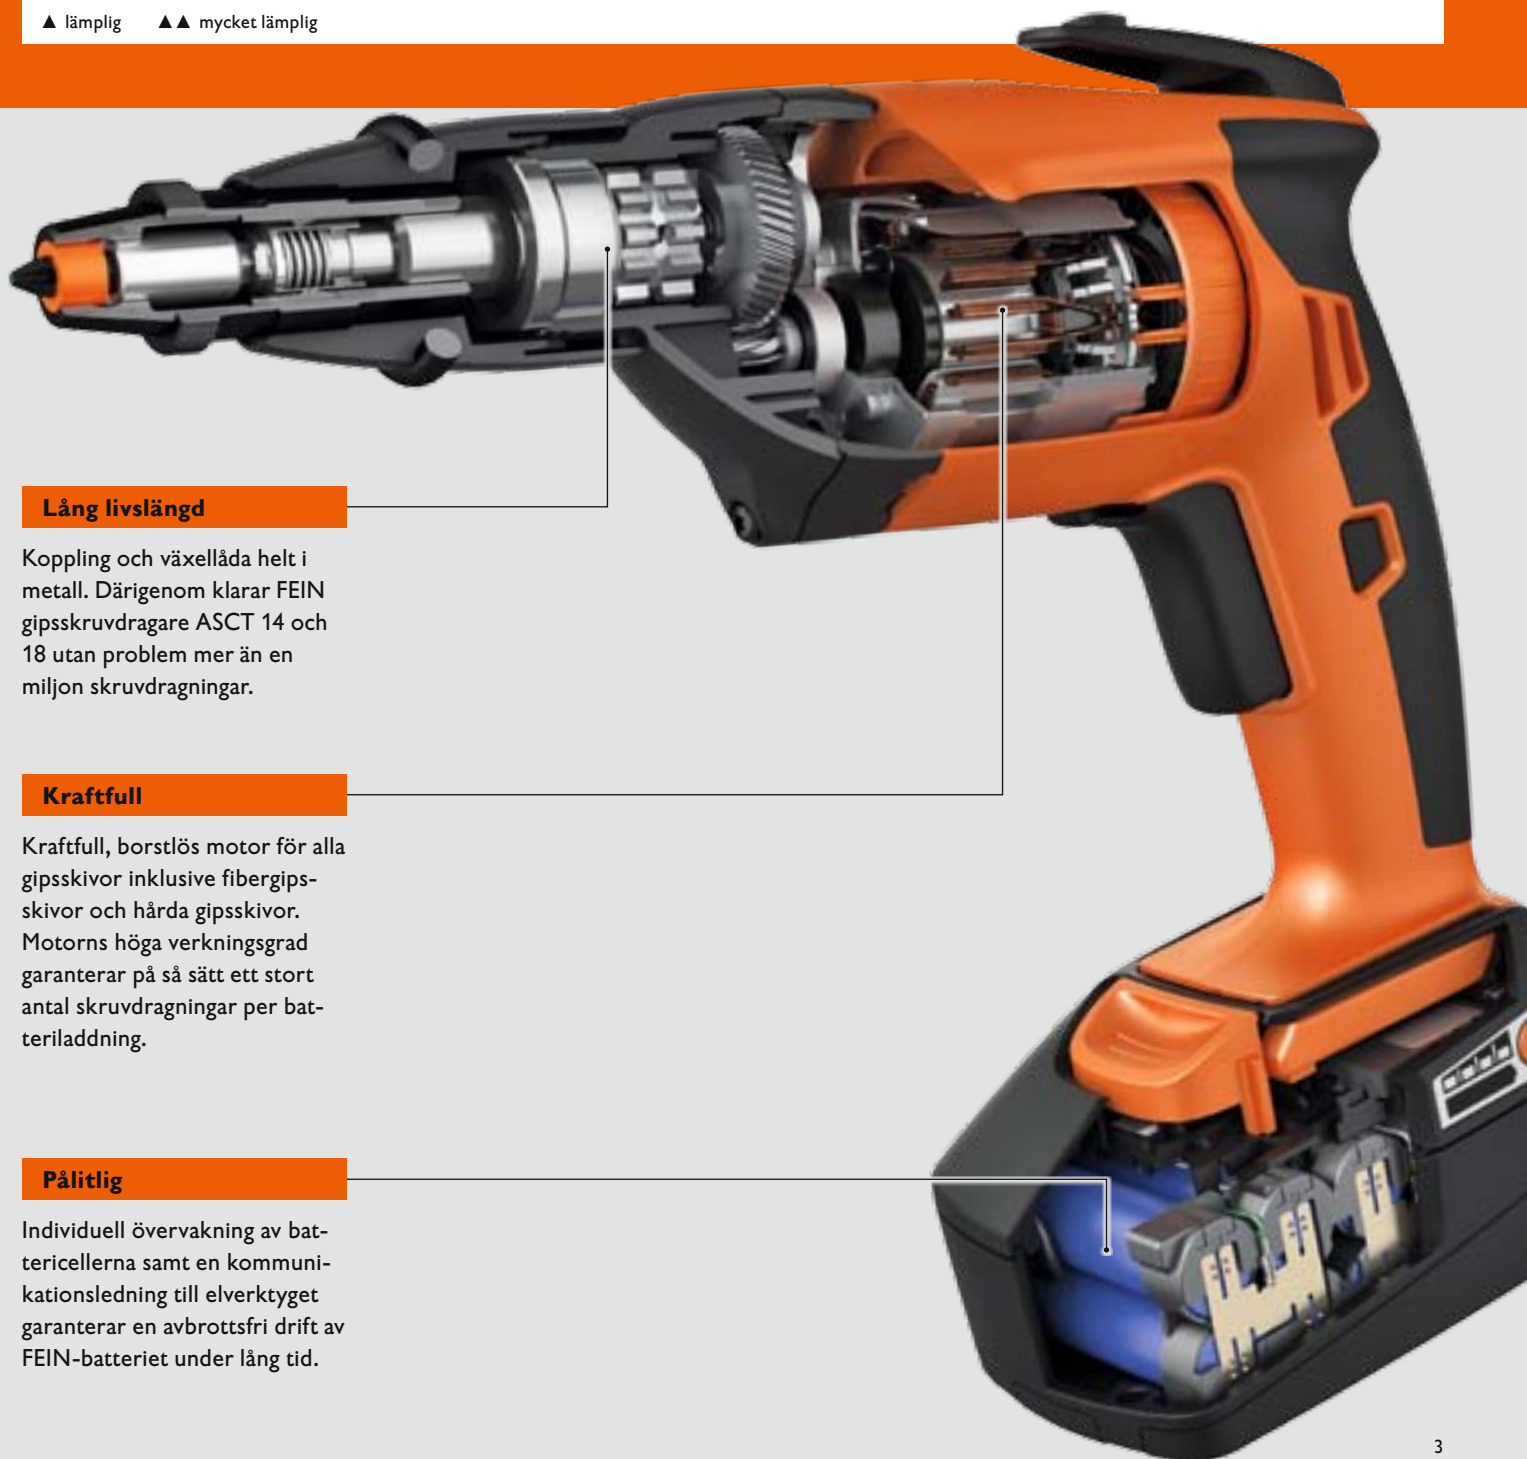 ▲ lämplig ▲▲ mycket lämplig
Lång livslängd
Koppling och växellåda helt i
metall. Därigenom klarar FEIN
gipsskruvdragare ASCT 14 och
18 utan problem mer än en
miljon skruvdragningar.
Kraftfull
Kraftfull, borstlös motor för alla
gipsskivor inklusive fibergips-
skivor och hårda gipsskivor.
Motorns höga verkningsgrad
garanterar på så sätt ett stort
antal skruvdragningar per bat-
teriladdning.
Pålitlig
Individuell övervakning av bat-
tericellerna samt en kommuni-
kationsledning till elverktyget
garanterar en avbrottsfri drift av
FEIN-batteriet under lång tid.
3